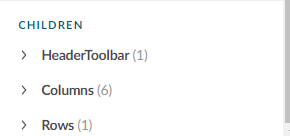 CHILDREN
HeaderToolbar (1)
Columns (6)
Rows (1)